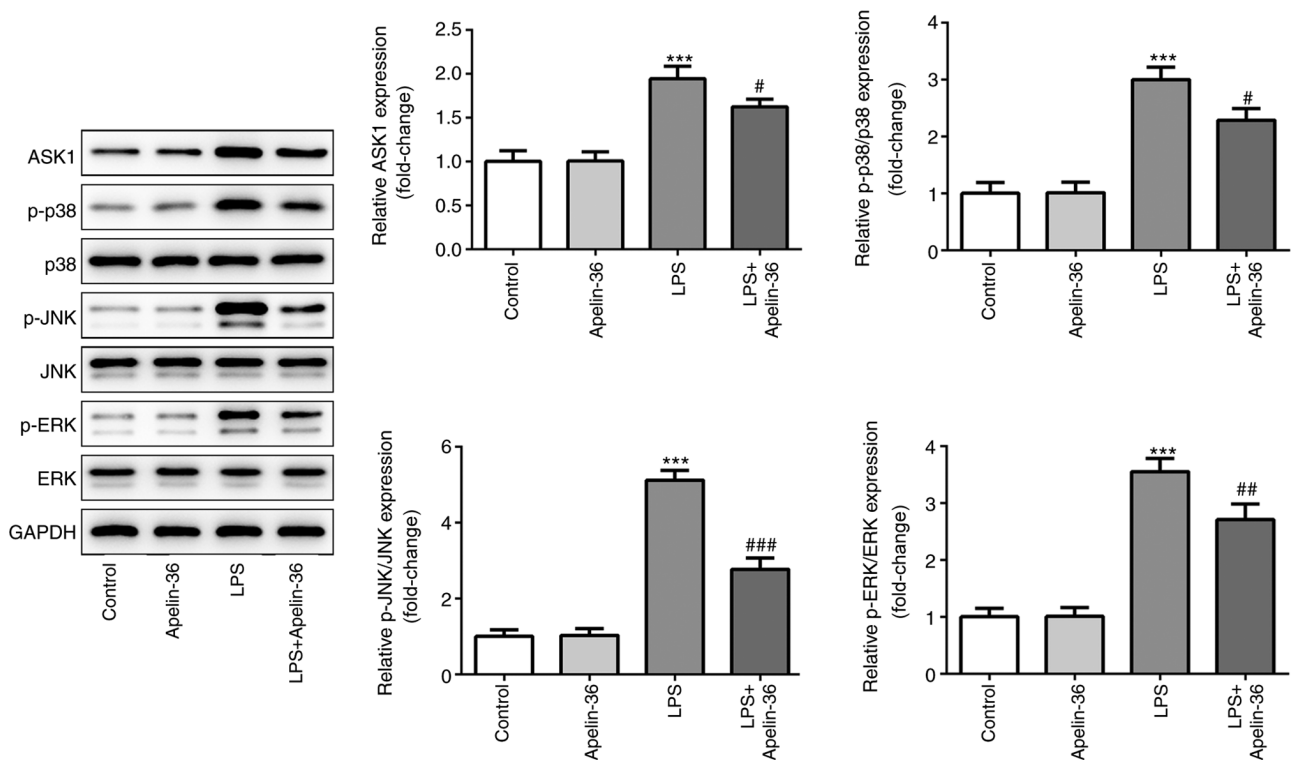 ASK1
p-p38
p38
p-JNK
JNK
p-ERK
ERK
GAPDH
Control
Apelin-36
LPS
LPS+Apelin-36
Relative ASK1 expression
(fold-change)
2.5
2.0
1.5
1.0
0.5
0.0
***
#
Control
Apelin-36
LPS
LPS+
Apelin-36
Relative p-p38/p38 expression
(fold-change)
4
3
2
1
0
***
#
Control
Apelin-36
LPS
LPS+
Apelin-36
Relative p-JNK/JNK expression
(fold-change)
6
4
2
0
***
###
Control
Apelin-36
LPS
LPS+
Apelin-36
Relative p-ERK/ERK expression
(fold-change)
4
3
2
1
0
***
##
Control
Apelin-36
LPS
LPS+
Apelin-36